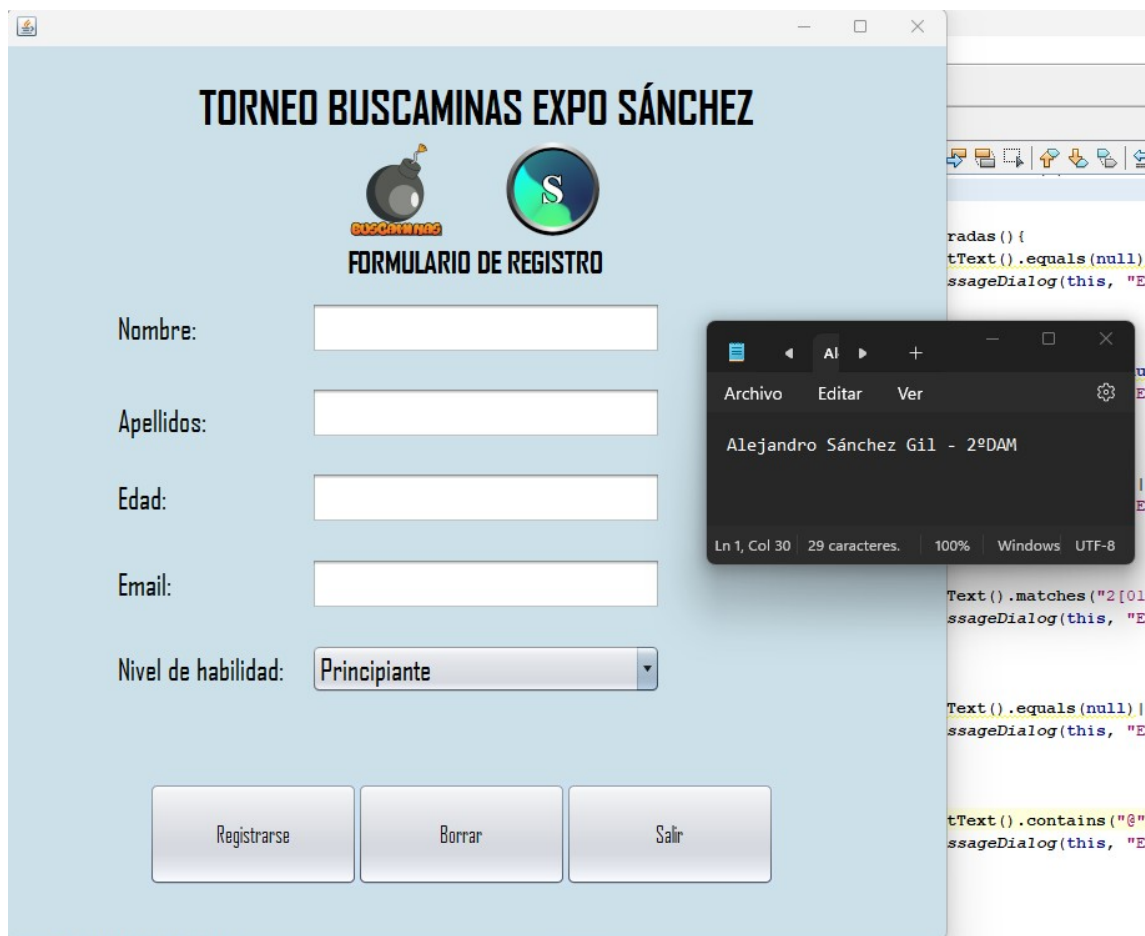 TORNEO BUSCAMINAS EXPO SÁNCHEZ
BUSCAMINAS
S
FORMULARIO DE REGISTRO
Nombre:
Apellidos:
Edad:
Email:
Nivel de habilidad:
Principiante
Registrarse
Borrar
Salir
radas(){
tText().equals(null)
ssageDialog(this, "E
Al
Archivo
Editar
Ver
Alejandro Sánchez Gil - 2ºDAM
Ln 1, Col 30
29 caracteres.
100%
Windows
UTF-8
Text().matches("2[01
ssageDialog(this, "E
Text().equals(null)|
ssageDialog(this, "E
tText().contains("@"
ssageDialog(this, "E